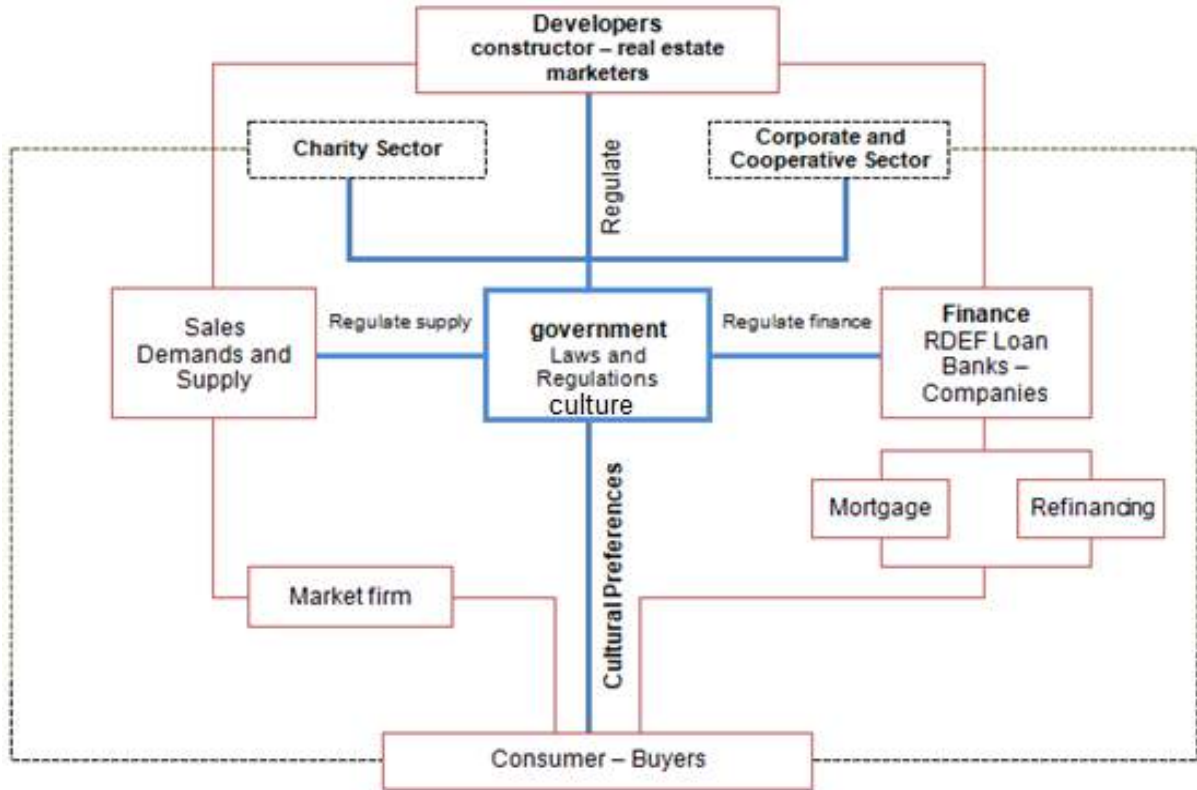 Developers
constructor – real estate
marketers
Charity Sector
Corporate and
Cooperative Sector
Regulate
Sales
Demands and
Supply
Regulate supply
government
Laws and
Regulations
culture
Regulate finance
Finance
RDEF Loan
Banks –
Companies
Mortgage
Refinancing
Market firm
Cultural Preferences
Consumer – Buyers